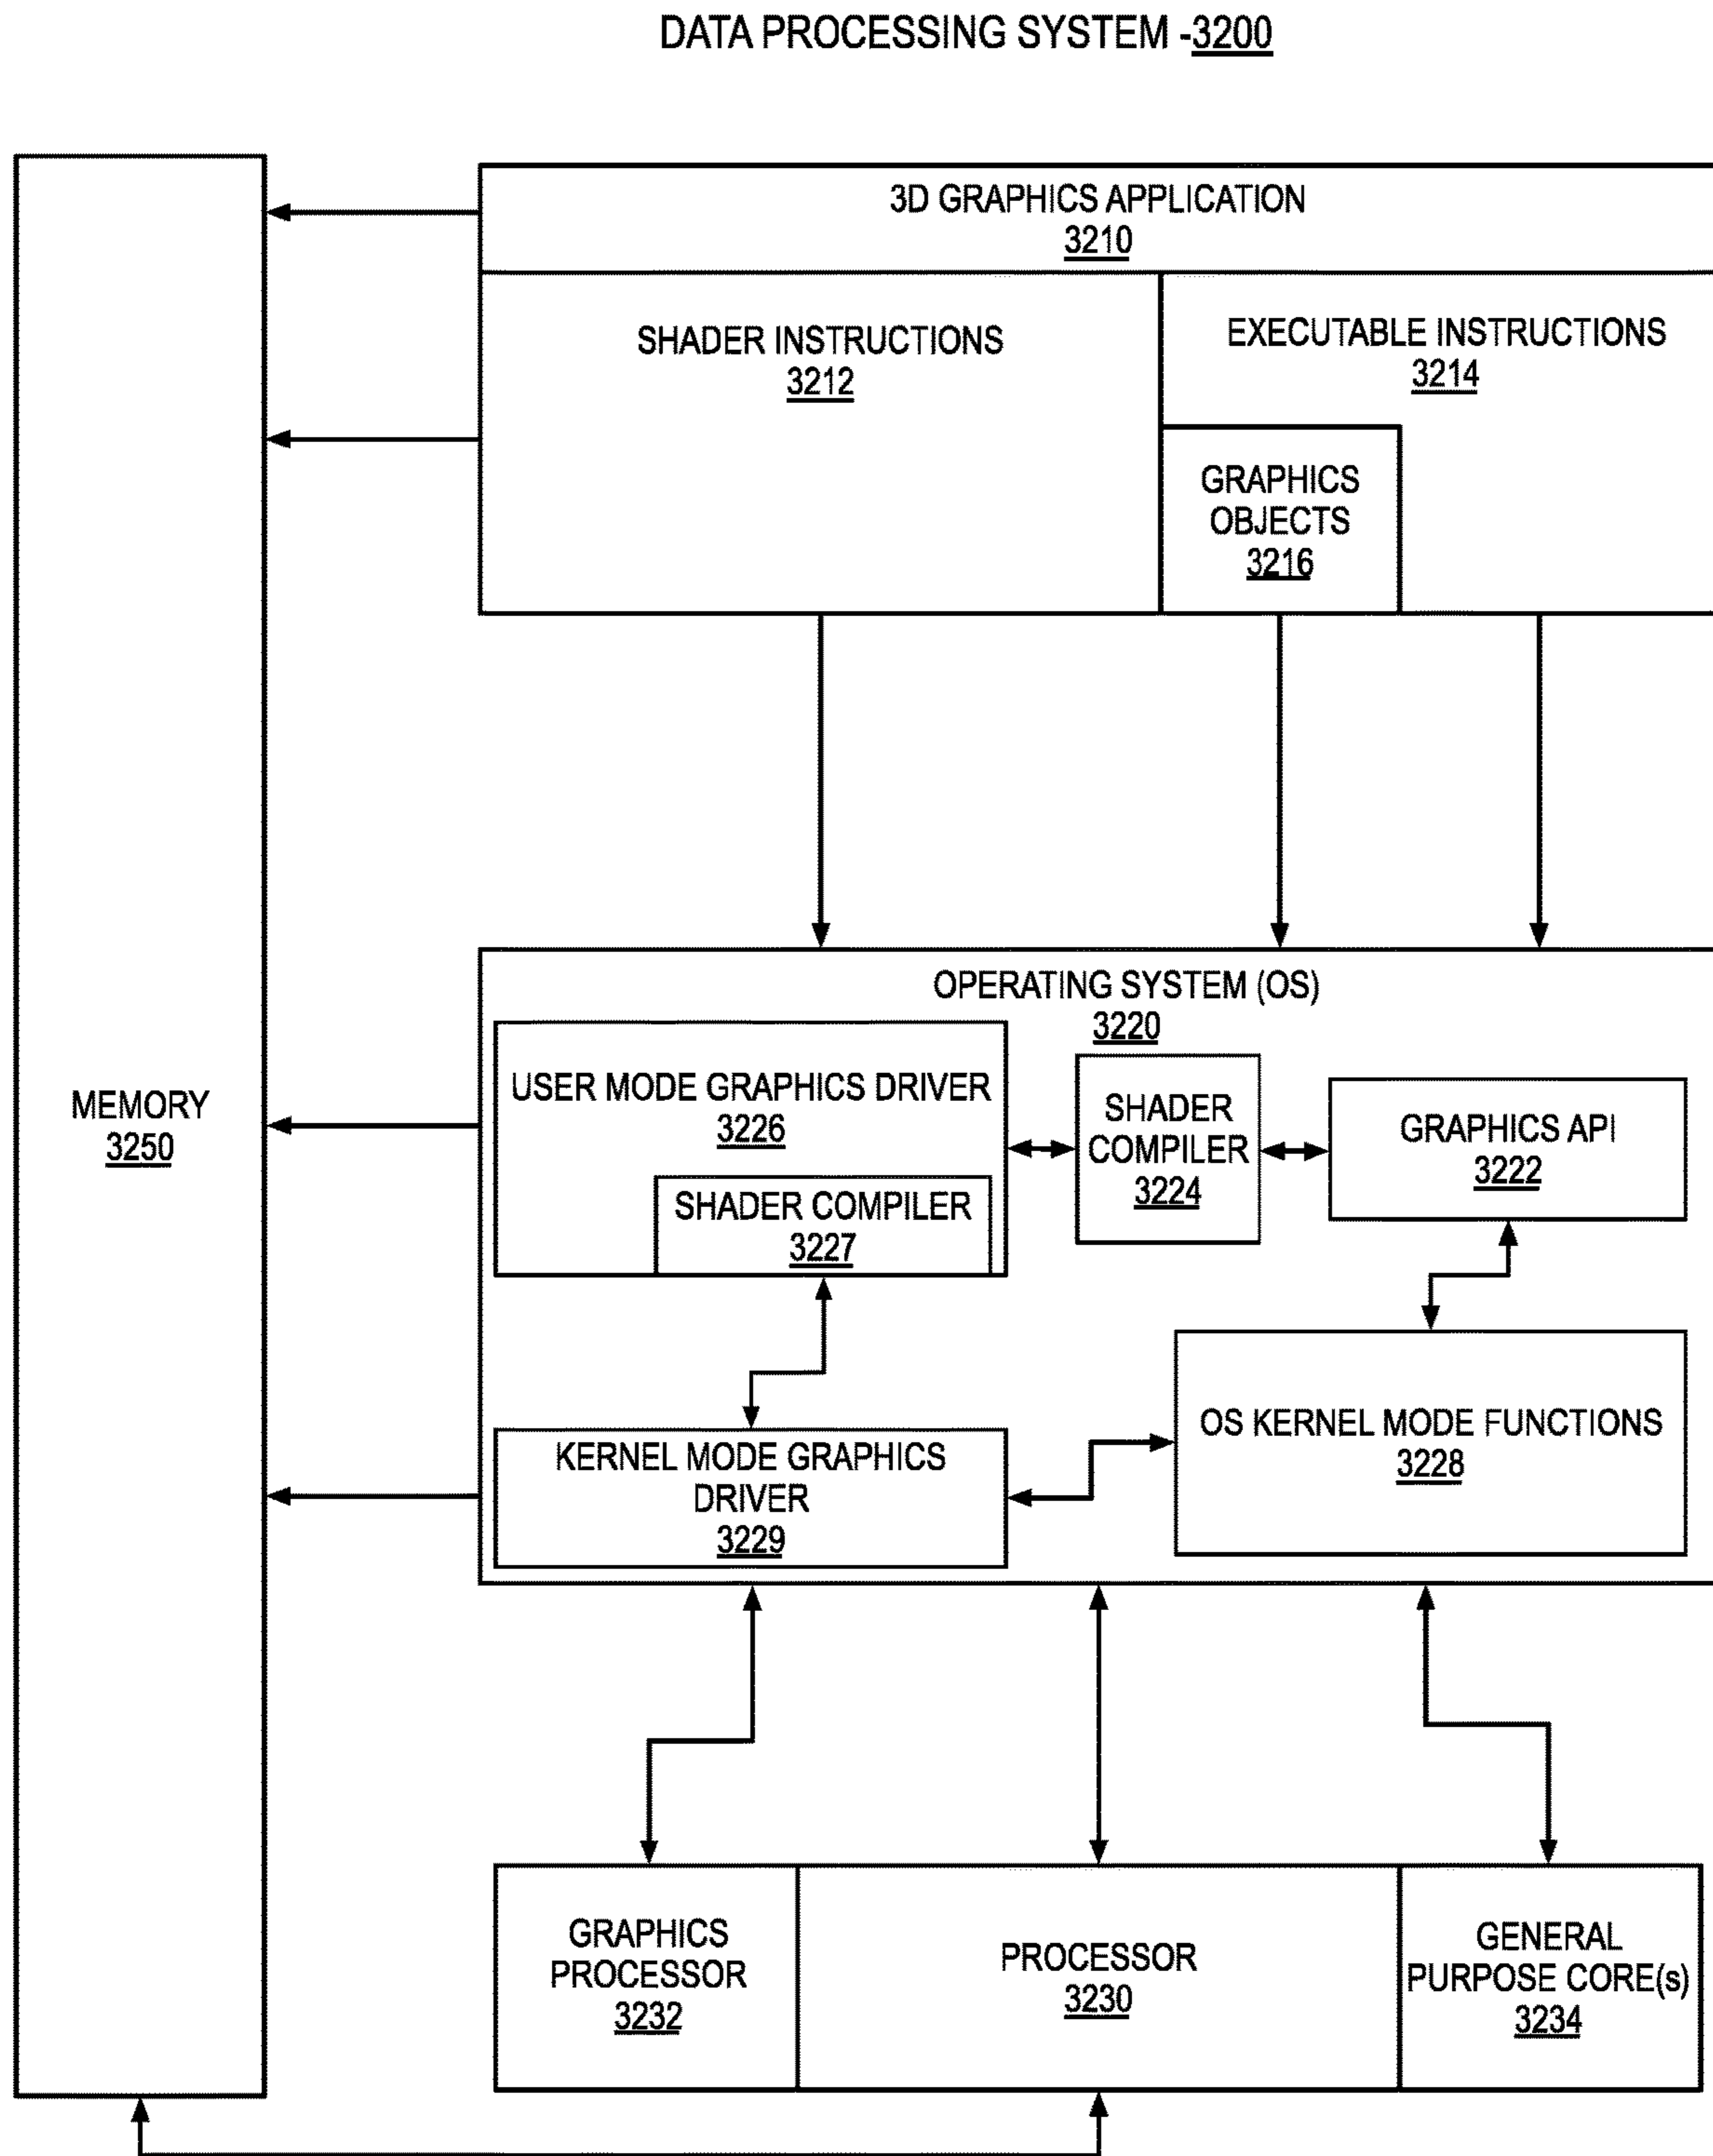 DATA PROCESSING SYSTEM -3200
3D GRAPHICS APPLICATION
3210
SHADER INSTRUCTIONS
3212
EXECUTABLE INSTRUCTIONS
3214
GRAPHICS
OBJECTS
3216
MEMORY
3250
OPERATING SYSTEM (OS)
3220
USER MODE GRAPHICS DRIVER
3226
SHADER COMPILER
3227
SHADER
COMPILER
3224
GRAPHICS API
3222
KERNEL MODE GRAPHICS
DRIVER
3229
OS KERNEL MODE FUNCTIONS
3228
GRAPHICS
PROCESSOR
3232
PROCESSOR
3230
GENERAL
PURPOSE CORE(s)
3234